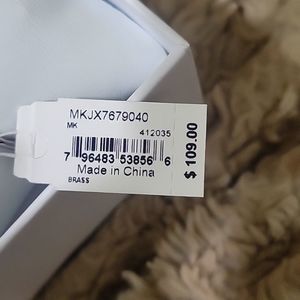 MKJX7679040
MK
412035
7 96483 53856 6
Made in China
BRASS
$ 109.00